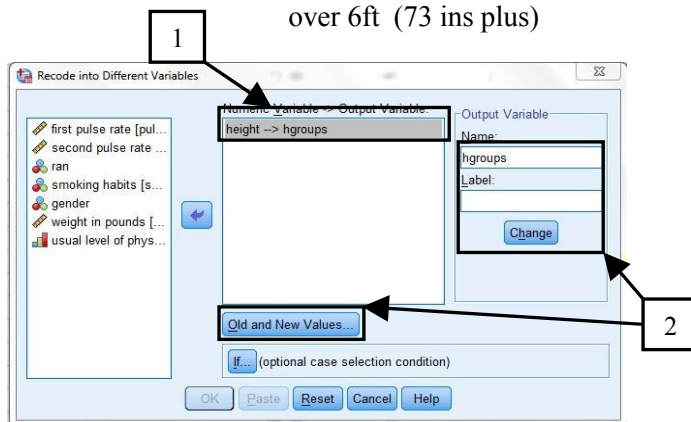 over 6ft (73 ins plus)
1
Recode into Different Variables
Numeric Variable -> Output Variable:
height --> hgroups
first pulse rate [pul...
second pulse rate ...
ran
smoking habits [s...
gender
weight in pounds [...
usual level of phys...
Output Variable
Name:
hgroups
Label:
Change
Old and New Values...
2
If... (optional case selection condition)
OK Paste Reset Cancel Help